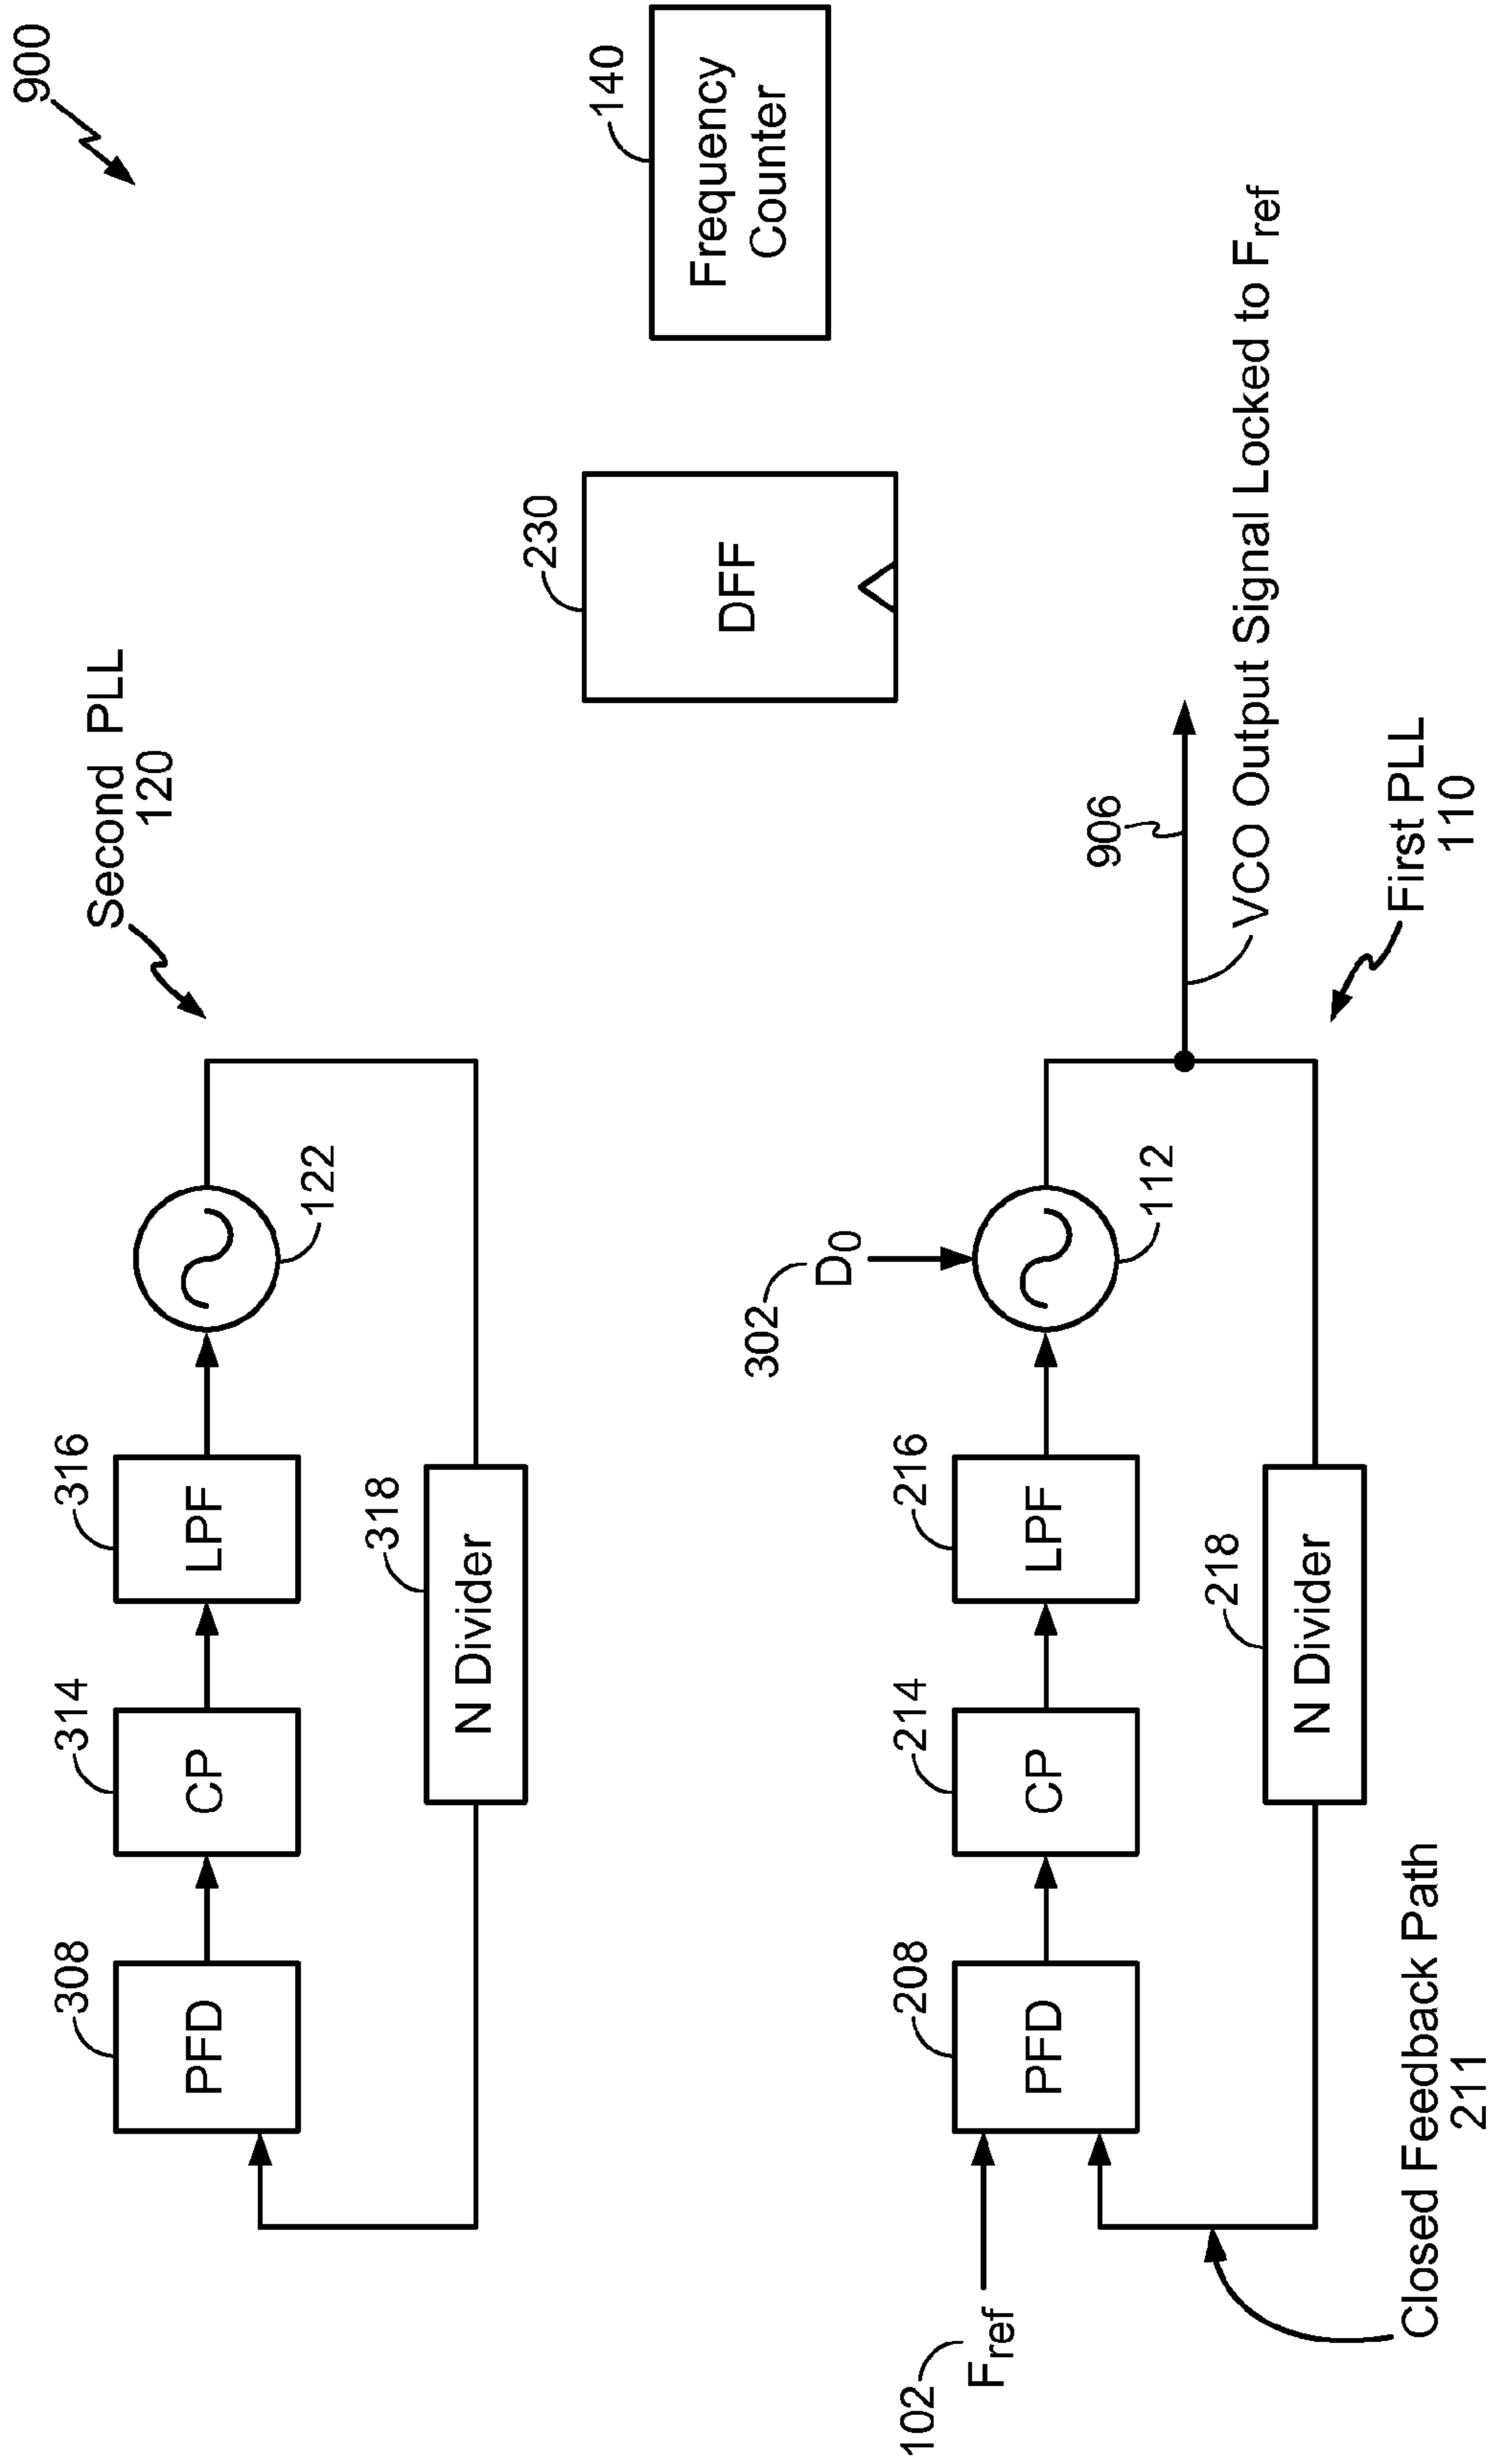 900
Second PLL
120
308
PFD
314
CP
316
LPF
122
318
N Divider
230
DFF
140
Frequency
Counter
302
D0
102
Fref
208
PFD
214
CP
216
LPF
112
218
N Divider
906
VCO Output Signal Locked to Fref
First PLL
110
Closed Feedback Path
211